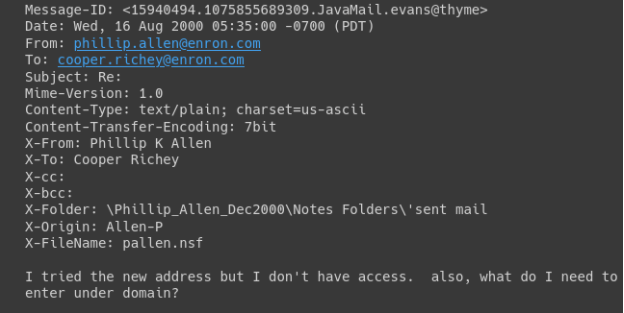 Message-ID: <15940494.1075855689309.JavaMail.evans@thyme>
Date: Wed, 16 Aug 2000 05:35:00 -0700 (PDT)
From: phillip.allen@enron.com
To: cooper.richey@enron.com
Subject: Re:
Mime-Version: 1.0
Content-Type: text/plain; charset=us-ascii
Content-Transfer-Encoding: 7bit
X-From: Phillip K Allen
X-To: Cooper Richey
X-cc:
X-bcc:
X-Folder: \Phillip_Allen_Dec2000\Notes Folders\'sent mail
X-Origin: Allen-P
X-FileName: pallen.nsf
I tried the new address but I don't have access.  also, what do I need to
enter under domain?